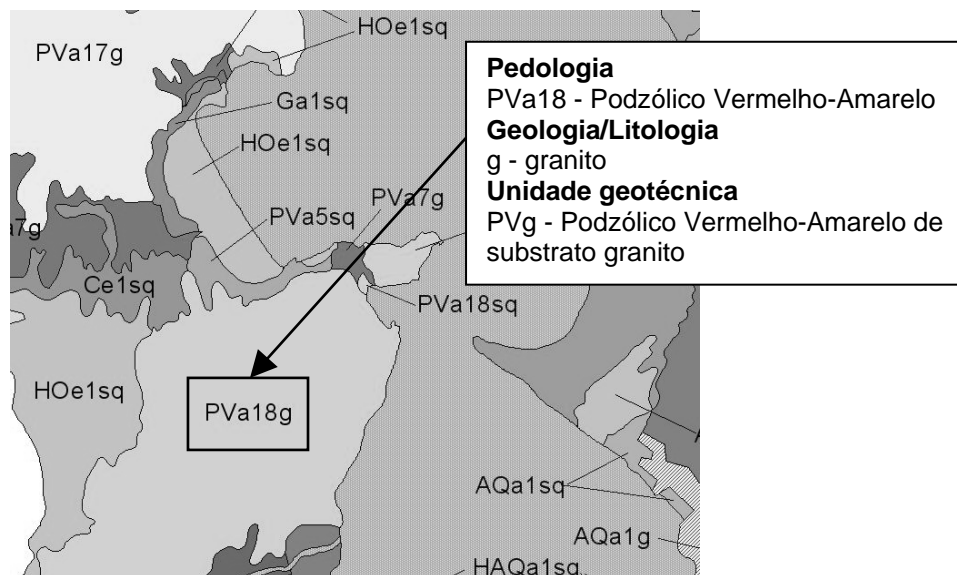 HOe1sq
PVa17g
Ga1sq
HOe1sq
PVa7g
PVa5sq
a7g
Ce1sq
PVa18sq
HOe1sq
PVa18g
AQa1sq
AQa1g
HAQa1sq
Pedologia
PVa18 - Podzólico Vermelho-Amarelo
Geologia/Litologia
g - granito
Unidade geotécnica
PVg - Podzólico Vermelho-Amarelo de
substrato granito